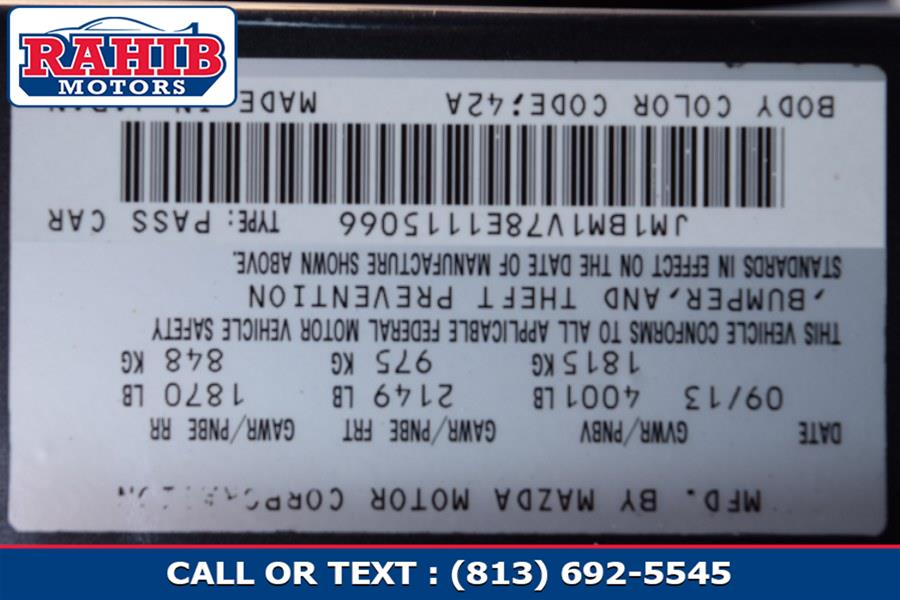 RAHIB
MOTORS
MFD. BY MAZDA MOTOR CORPORATION
DATE GVWR/PNBV GAWR/PNBE FRT GAWR/PNBE RR
09/13 4001LB 2149 LB 1870 LB
1815KG 975 KG 848 KG
THIS VEHICLE CONFORMS TO ALL APPLICABLE FEDERAL MOTOR VEHICLE SAFETY
,BUMPER,AND THEFT PREVENTION
STANDARDS IN EFFECT ON THE DATE OF MANUFACTURE SHOWN ABOVE.
JM1BM1V78E1115066 TYPE: PASS CAR
BODY COLOR CODE:42A MADE IN JAPAN
CALL OR TEXT : (813) 692-5545